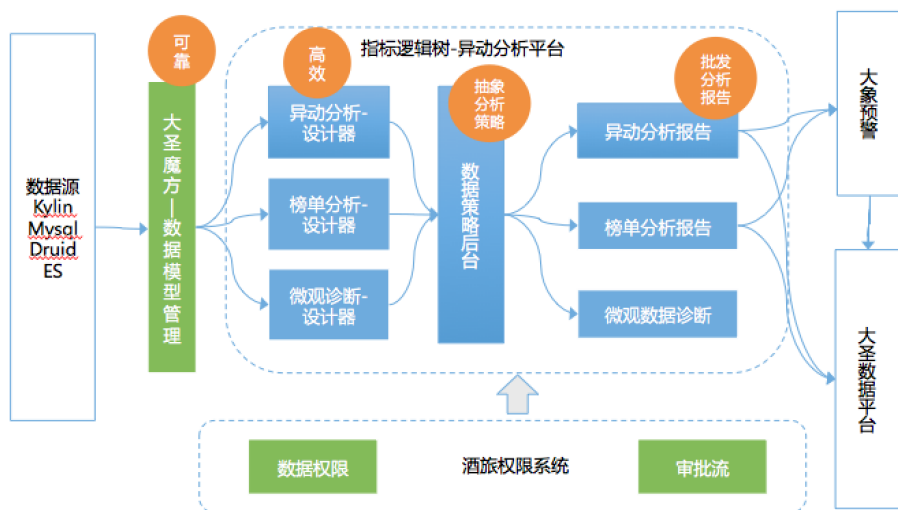 数据源
Kylin
Mysql
Druid
ES
可
靠
大圣魔方—数据模型管理
指标逻辑树-异动分析平台
高
效
异动分析-
设计器
榜单分析-
设计器
微观诊断-
设计器
抽象
分析
策略
数据策略后台
批发
分析
报告
异动分析报告
榜单分析报告
微观数据诊断
大象预警
大圣数据平台
数据权限
酒旅权限系统
审批流